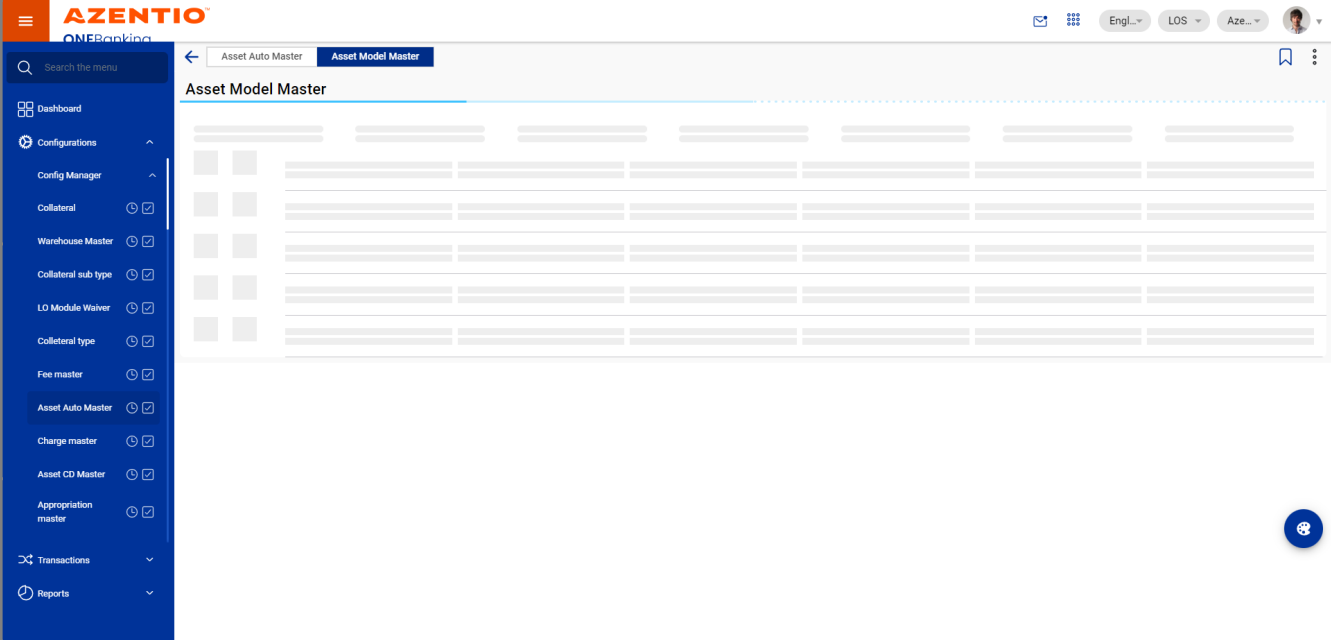 AZENTIO™
ONEBanking
Engl...
LOS
Aze...
Search the menu
Asset Auto Master
Asset Model Master
Asset Model Master
Dashboard
Configurations
Config Manager
Collateral
Warehouse Master
Collateral sub type
LO Module Waiver
Colleteral type
Fee master
Asset Auto Master
Charge master
Asset CD Master
Appropriation
master
Transactions
Reports